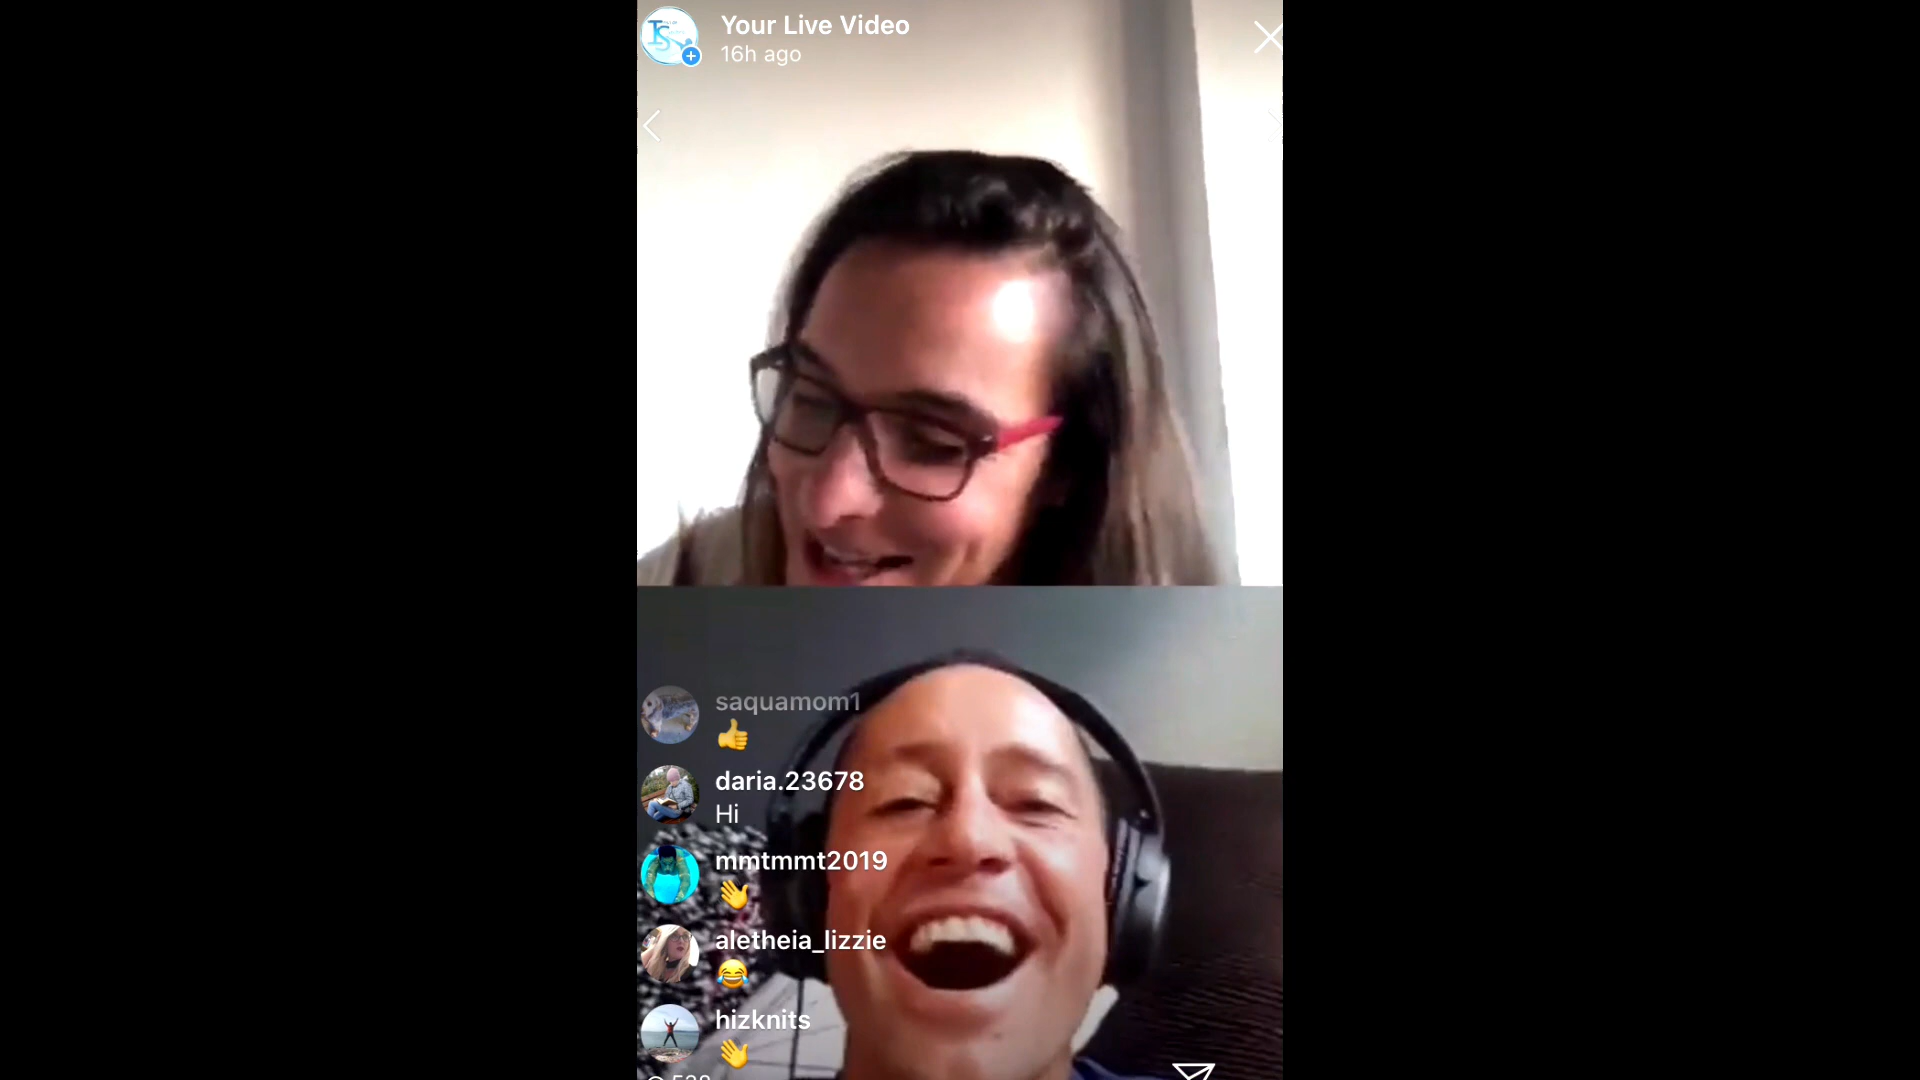 Your Live Video
16h ago
saquamom1
👍
daria.23678
Hi
mmtmmt2019
👋
aletheia_lizzie
😂
hizknits
👋